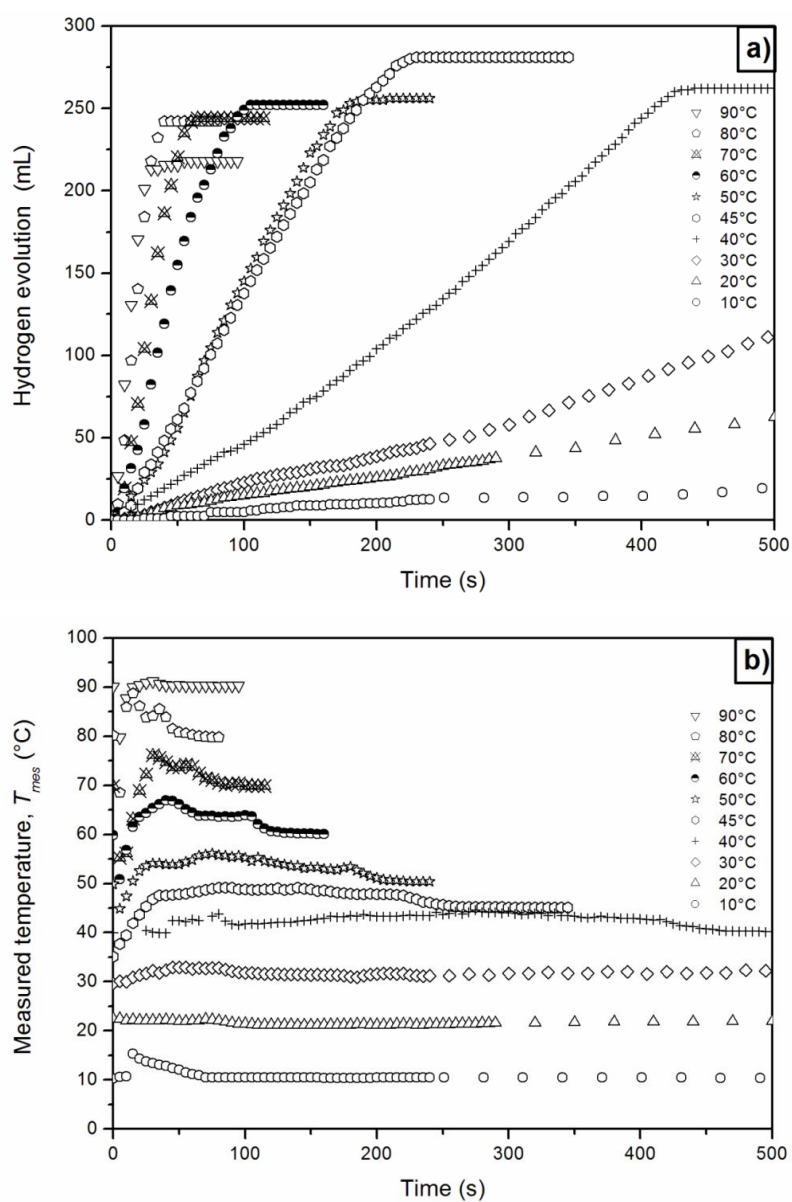 a)
300
250
200
150
100
50
0
Hydrogen evolution (mL)
90°C
80°C
70°C
60°C
50°C
45°C
40°C
30°C
20°C
10°C
0 100 200 300 400 500
Time (s)
b)
100
90
80
70
60
50
40
30
20
10
0
Measured temperature, T_mes (°C)
90°C
80°C
70°C
60°C
50°C
45°C
40°C
30°C
20°C
10°C
0 100 200 300 400 500
Time (s)